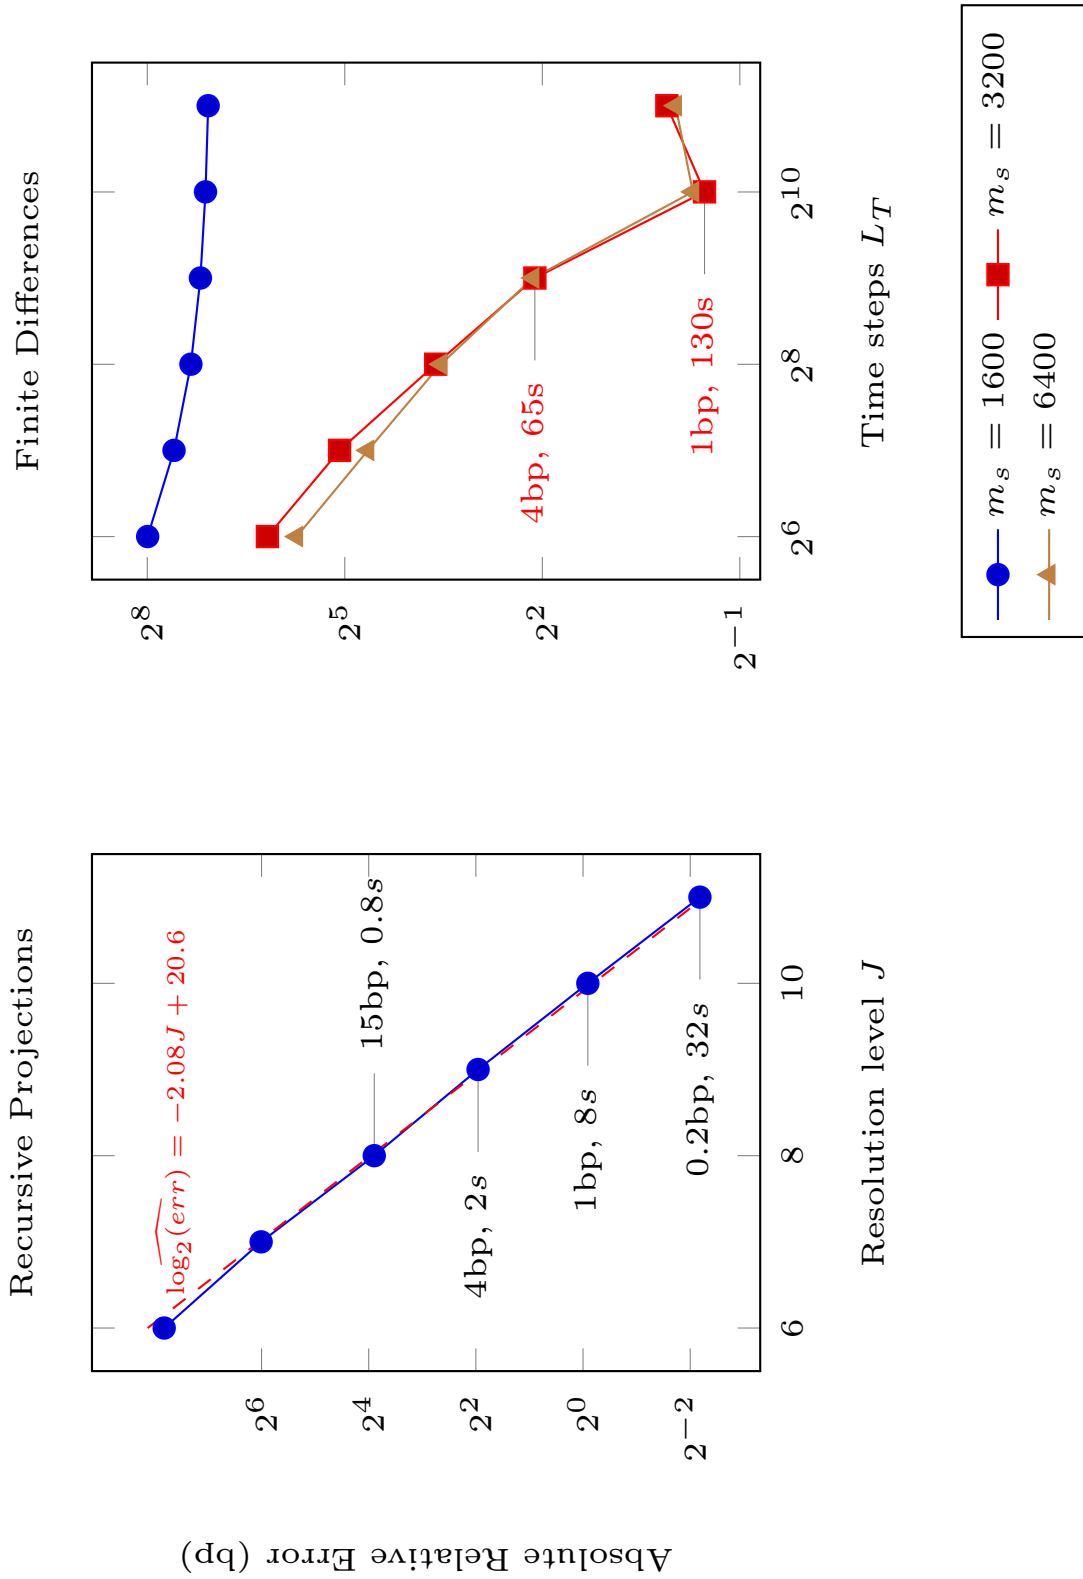 Recursive Projections
Absolute Relative Error (bp)
2^6
2^4
2^2
2^0
2^{−2}
\widehat{log_2(err)} = −2.08J + 20.6
15bp, 0.8s
4bp, 2s
1bp, 8s
0.2bp, 32s
6 8 10
Resolution level J
Finite Differences
2^8
2^5
2^2
2^{−1}
4bp, 65s
1bp, 130s
2^6 2^8 2^{10}
Time steps L_T
m_s = 1600 m_s = 3200
m_s = 6400